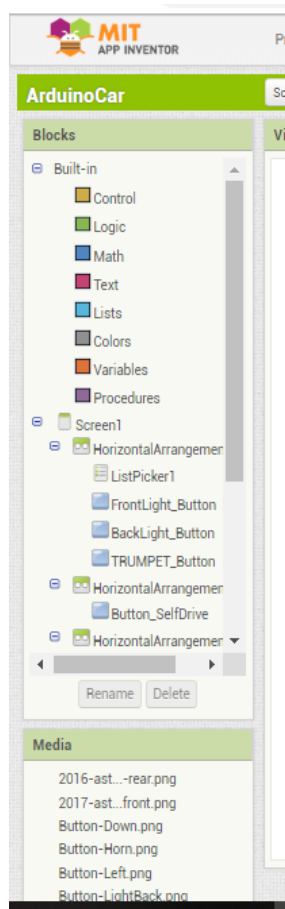 MIT
APP INVENTOR
P
ArduinoCar
Sc
Blocks
Vi
Built-in
Control
Logic
Math
Text
Lists
Colors
Variables
Procedures
Screen1
HorizontalArrangemen
ListPicker1
FrontLight_Button
BackLight_Button
TRUMPET_Button
HorizontalArrangemen
Button_SelfDrive
HorizontalArrangemen
Rename Delete
Media
2016-ast...-rear.png
2017-ast...front.png
Button-Down.png
Button-Horn.png
Button-Left.png
Button-LightBack.png